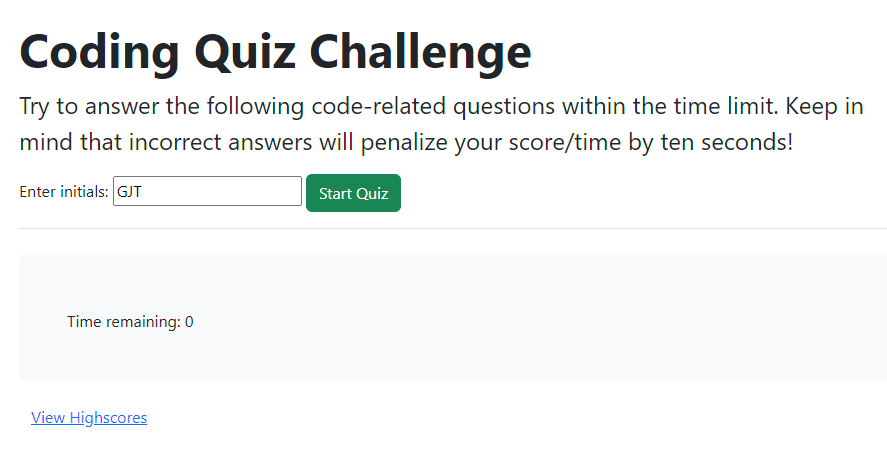 Coding Quiz Challenge
Try to answer the following code-related questions within the time limit. Keep in
mind that incorrect answers will penalize your score/time by ten seconds!
Enter initials: GJT Start Quiz
Time remaining: 0
View Highscores